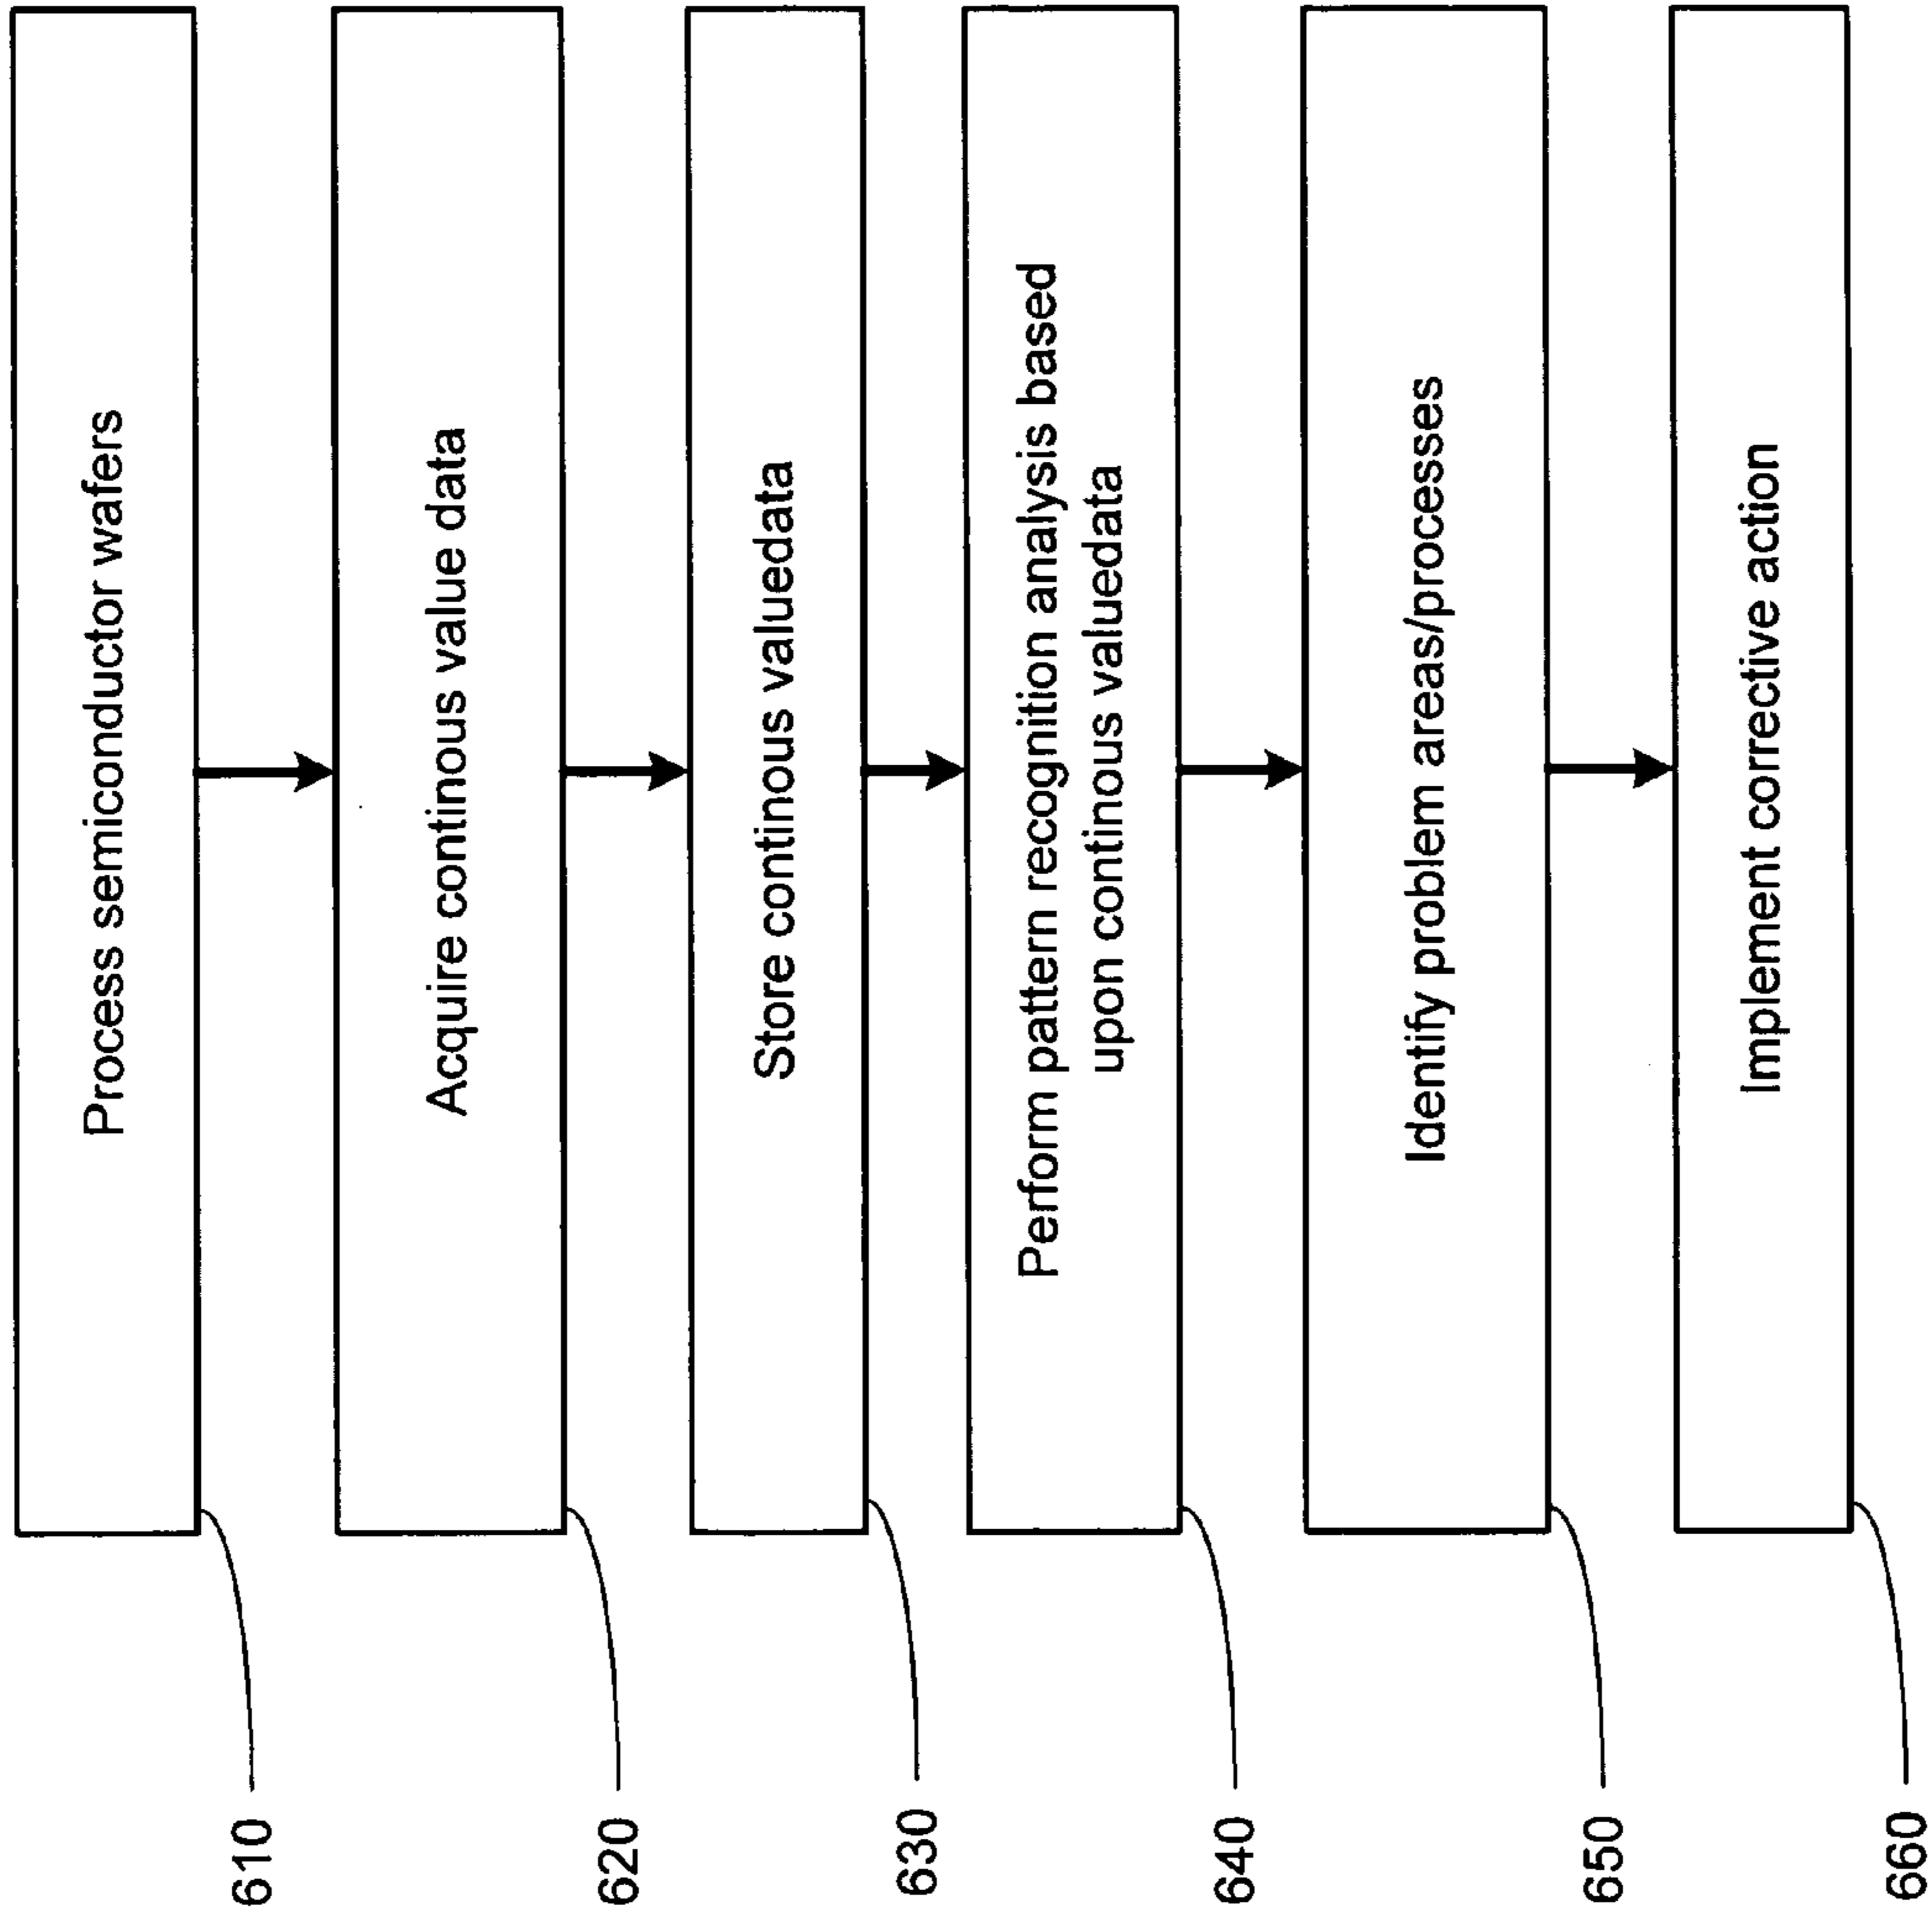 Process semiconductor wafers
610
Acquire continous value data
620
Store continous valuedata
630
Perform pattern recognition analysis based
upon continous valuedata
640
Identify problem areas/processes
650
Implement corrective action
660